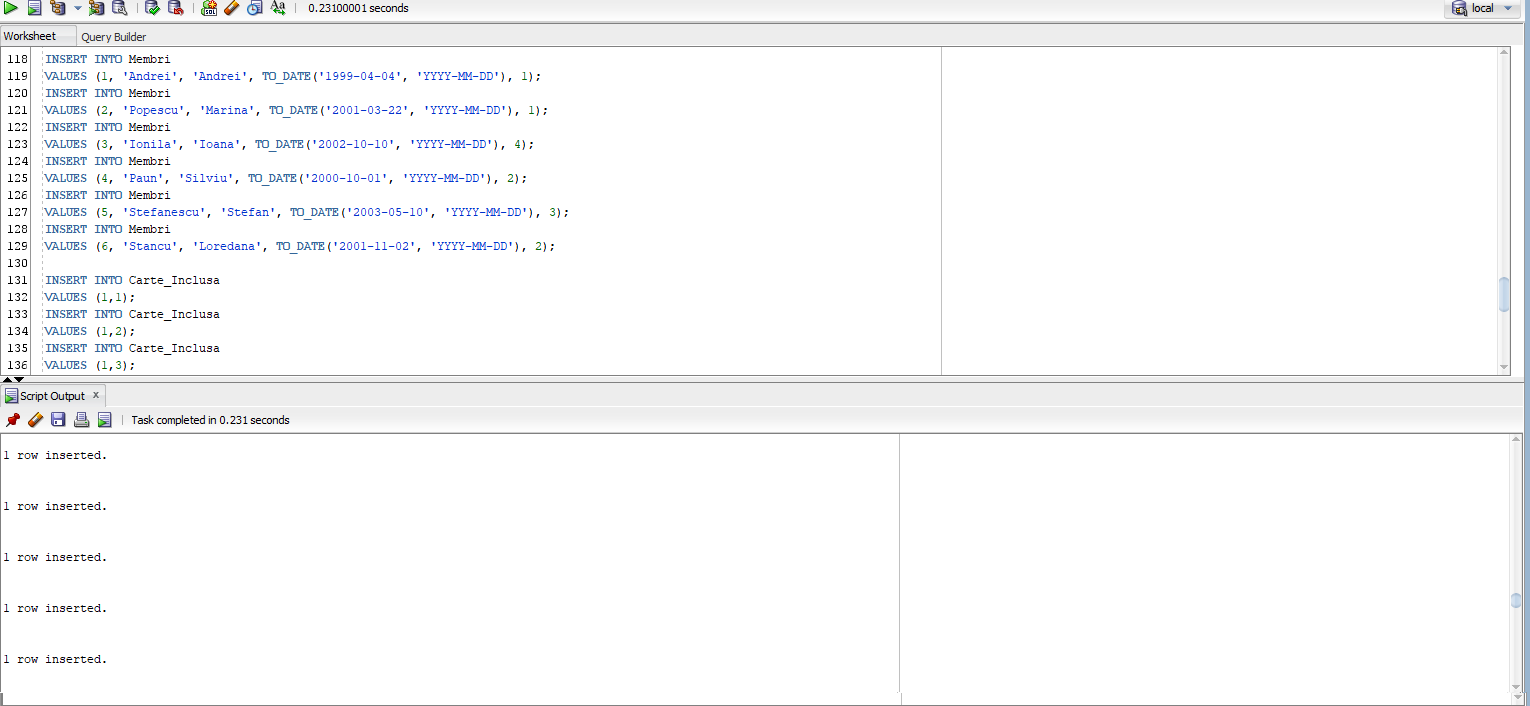 0.23100001 seconds
local
Worksheet Query Builder
118 INSERT INTO Membri
119 VALUES (1, 'Andrei', 'Andrei', TO_DATE('1999-04-04', 'YYYY-MM-DD'), 1);
120 INSERT INTO Membri
121 VALUES (2, 'Popescu', 'Marina', TO_DATE('2001-03-22', 'YYYY-MM-DD'), 1);
122 INSERT INTO Membri
123 VALUES (3, 'Ionila', 'Ioana', TO_DATE('2002-10-10', 'YYYY-MM-DD'), 4);
124 INSERT INTO Membri
125 VALUES (4, 'Paun', 'Silviu', TO_DATE('2000-10-01', 'YYYY-MM-DD'), 2);
126 INSERT INTO Membri
127 VALUES (5, 'Stefanescu', 'Stefan', TO_DATE('2003-05-10', 'YYYY-MM-DD'), 3);
128 INSERT INTO Membri
129 VALUES (6, 'Stancu', 'Loredana', TO_DATE('2001-11-02', 'YYYY-MM-DD'), 2);
130
131 INSERT INTO Carte_Inclusa
132 VALUES (1,1);
133 INSERT INTO Carte_Inclusa
134 VALUES (1,2);
135 INSERT INTO Carte_Inclusa
136 VALUES (1,3);
Script Output x
Task completed in 0.231 seconds
1 row inserted.
1 row inserted.
1 row inserted.
1 row inserted.
1 row inserted.